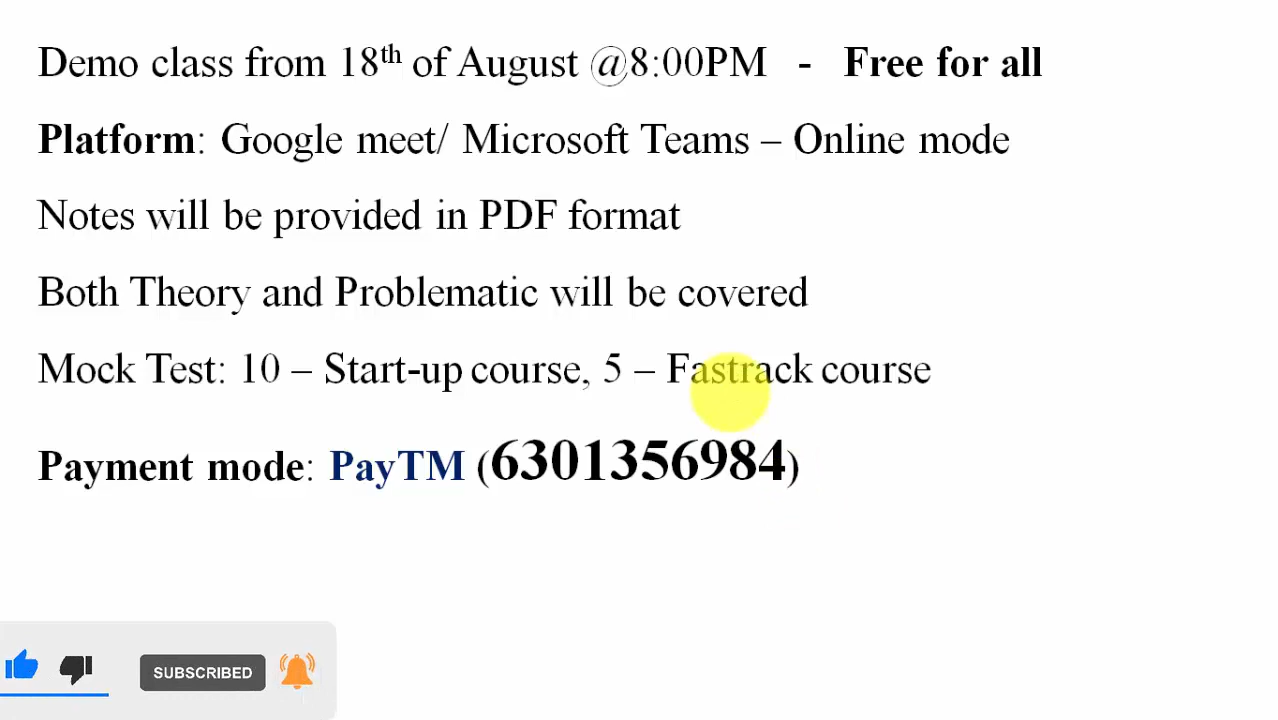 Demo class from 18th of August @8:00PM - Free for all
Platform: Google meet/ Microsoft Teams – Online mode
Notes will be provided in PDF format
Both Theory and Problematic will be covered
Mock Test: 10 – Start-up course, 5 – Fastrack course
Payment mode: PayTM (6301356984)
SUBSCRIBED